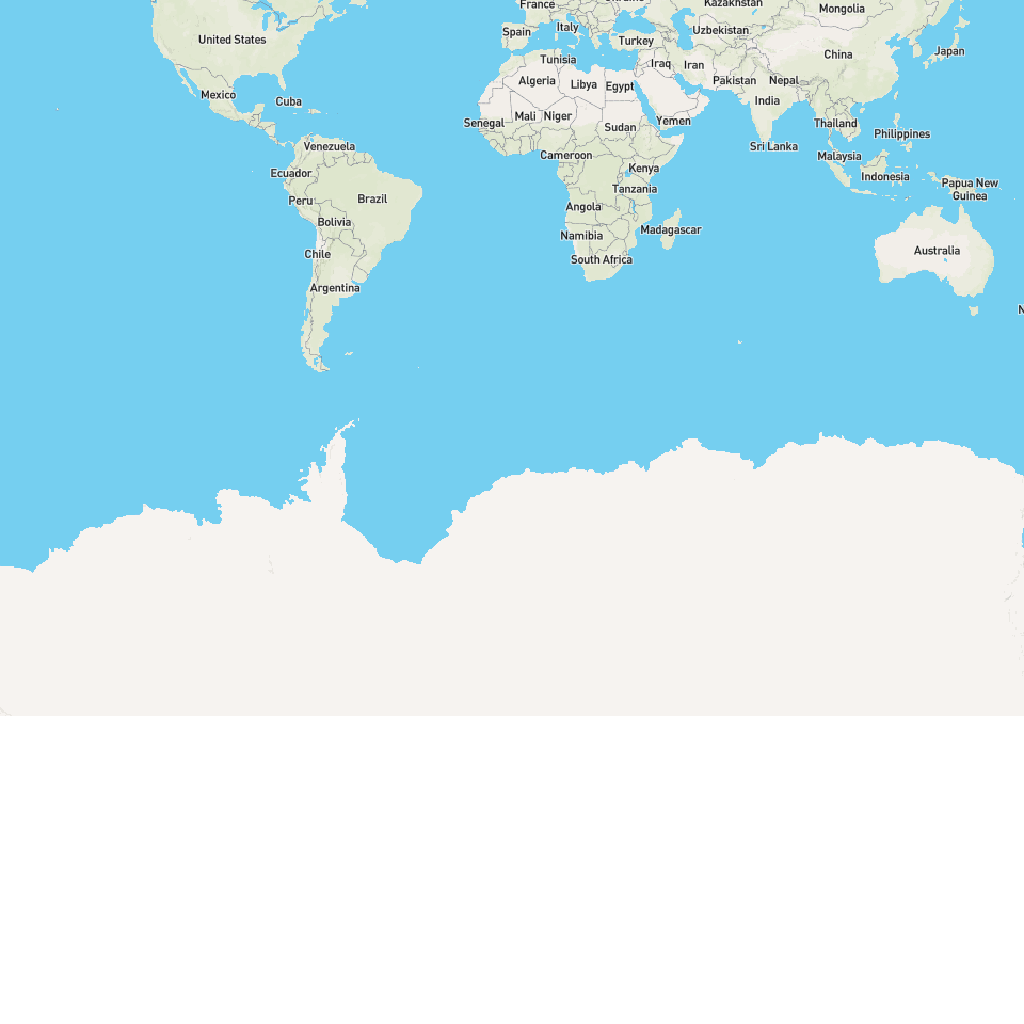 Kazakhstan
France
Mongolia
Spain
Italy
Uzbekistan
United States
Turkey
Japan
China
Tunisia
Iraq
Iran
Algeria
Libya
Egypt
Pakistan
Nepal
Mexico
Cuba
India
Mali
Niger
Senegal
Sudan
Yemen
Thailand
Philippines
Venezuela
Sri Lanka
Cameroon
Malaysia
Ecuador
Kenya
Indonesia
Papua New
Guinea
Tanzania
Brazil
Peru
Angola
Bolivia
Madagascar
Namibia
Australia
Chile
South Africa
Argentina